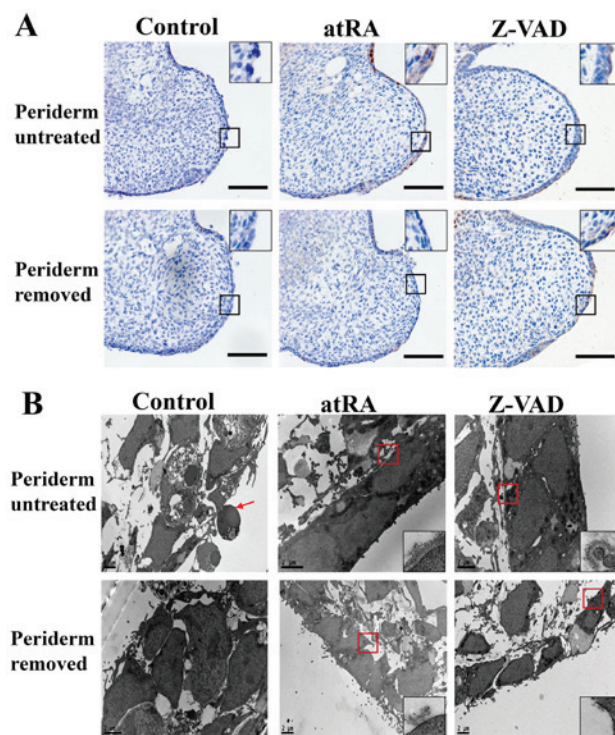 A
Control atRA Z-VAD
Periderm
untreated
Periderm
removed
B
Control atRA Z-VAD
Periderm
untreated
Periderm
removed